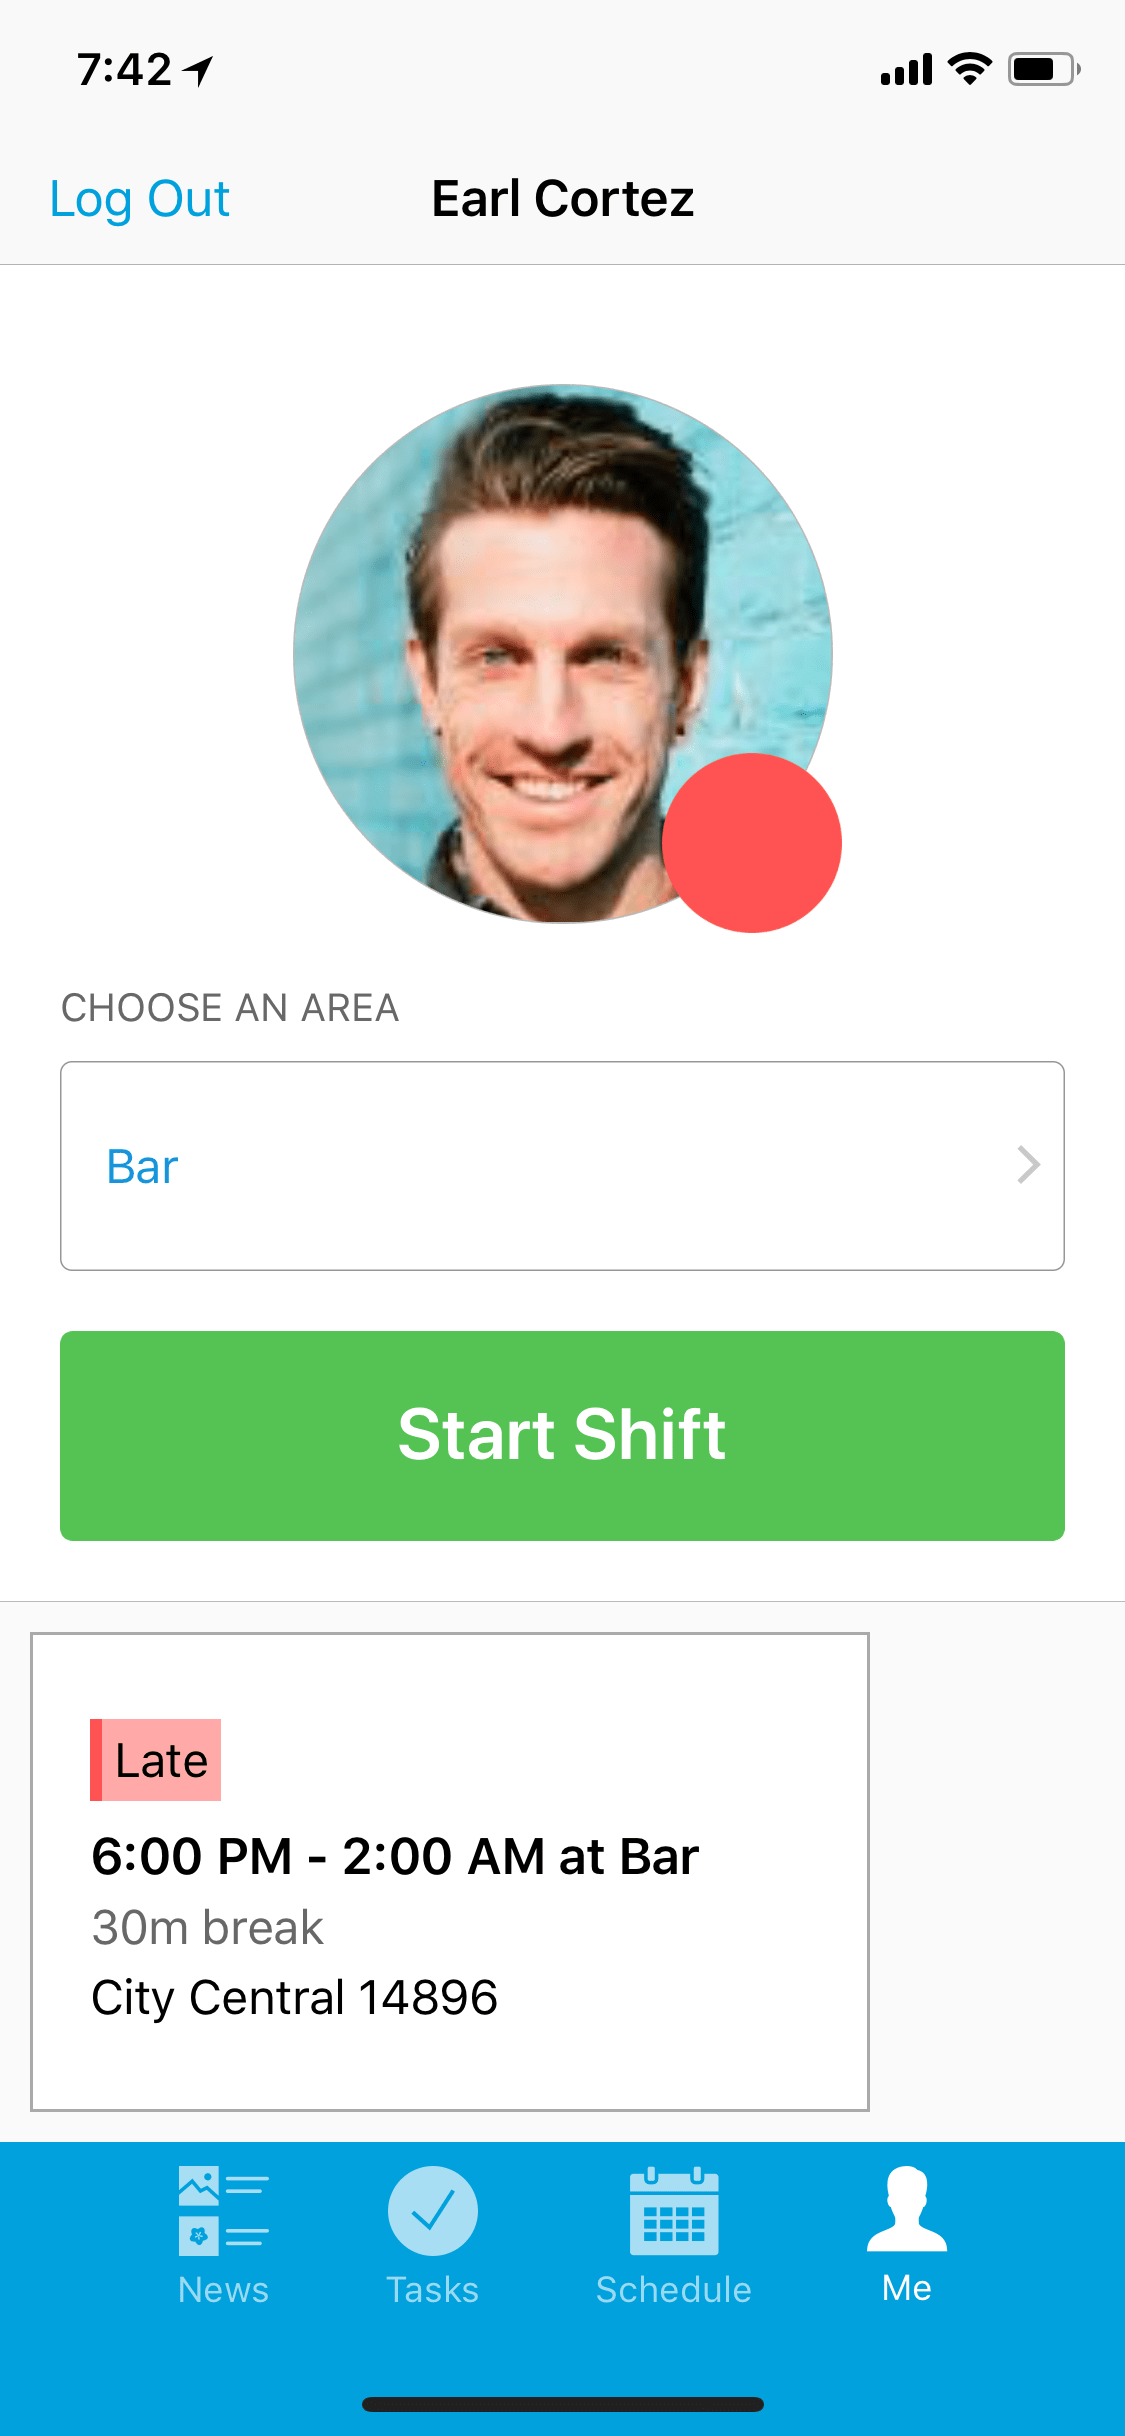 7:42
Log Out
Earl Cortez
CHOOSE AN AREA
Bar
Start Shift
Late
6:00 PM - 2:00 AM at Bar
30m break
City Central 14896
News
Tasks
Schedule
Me